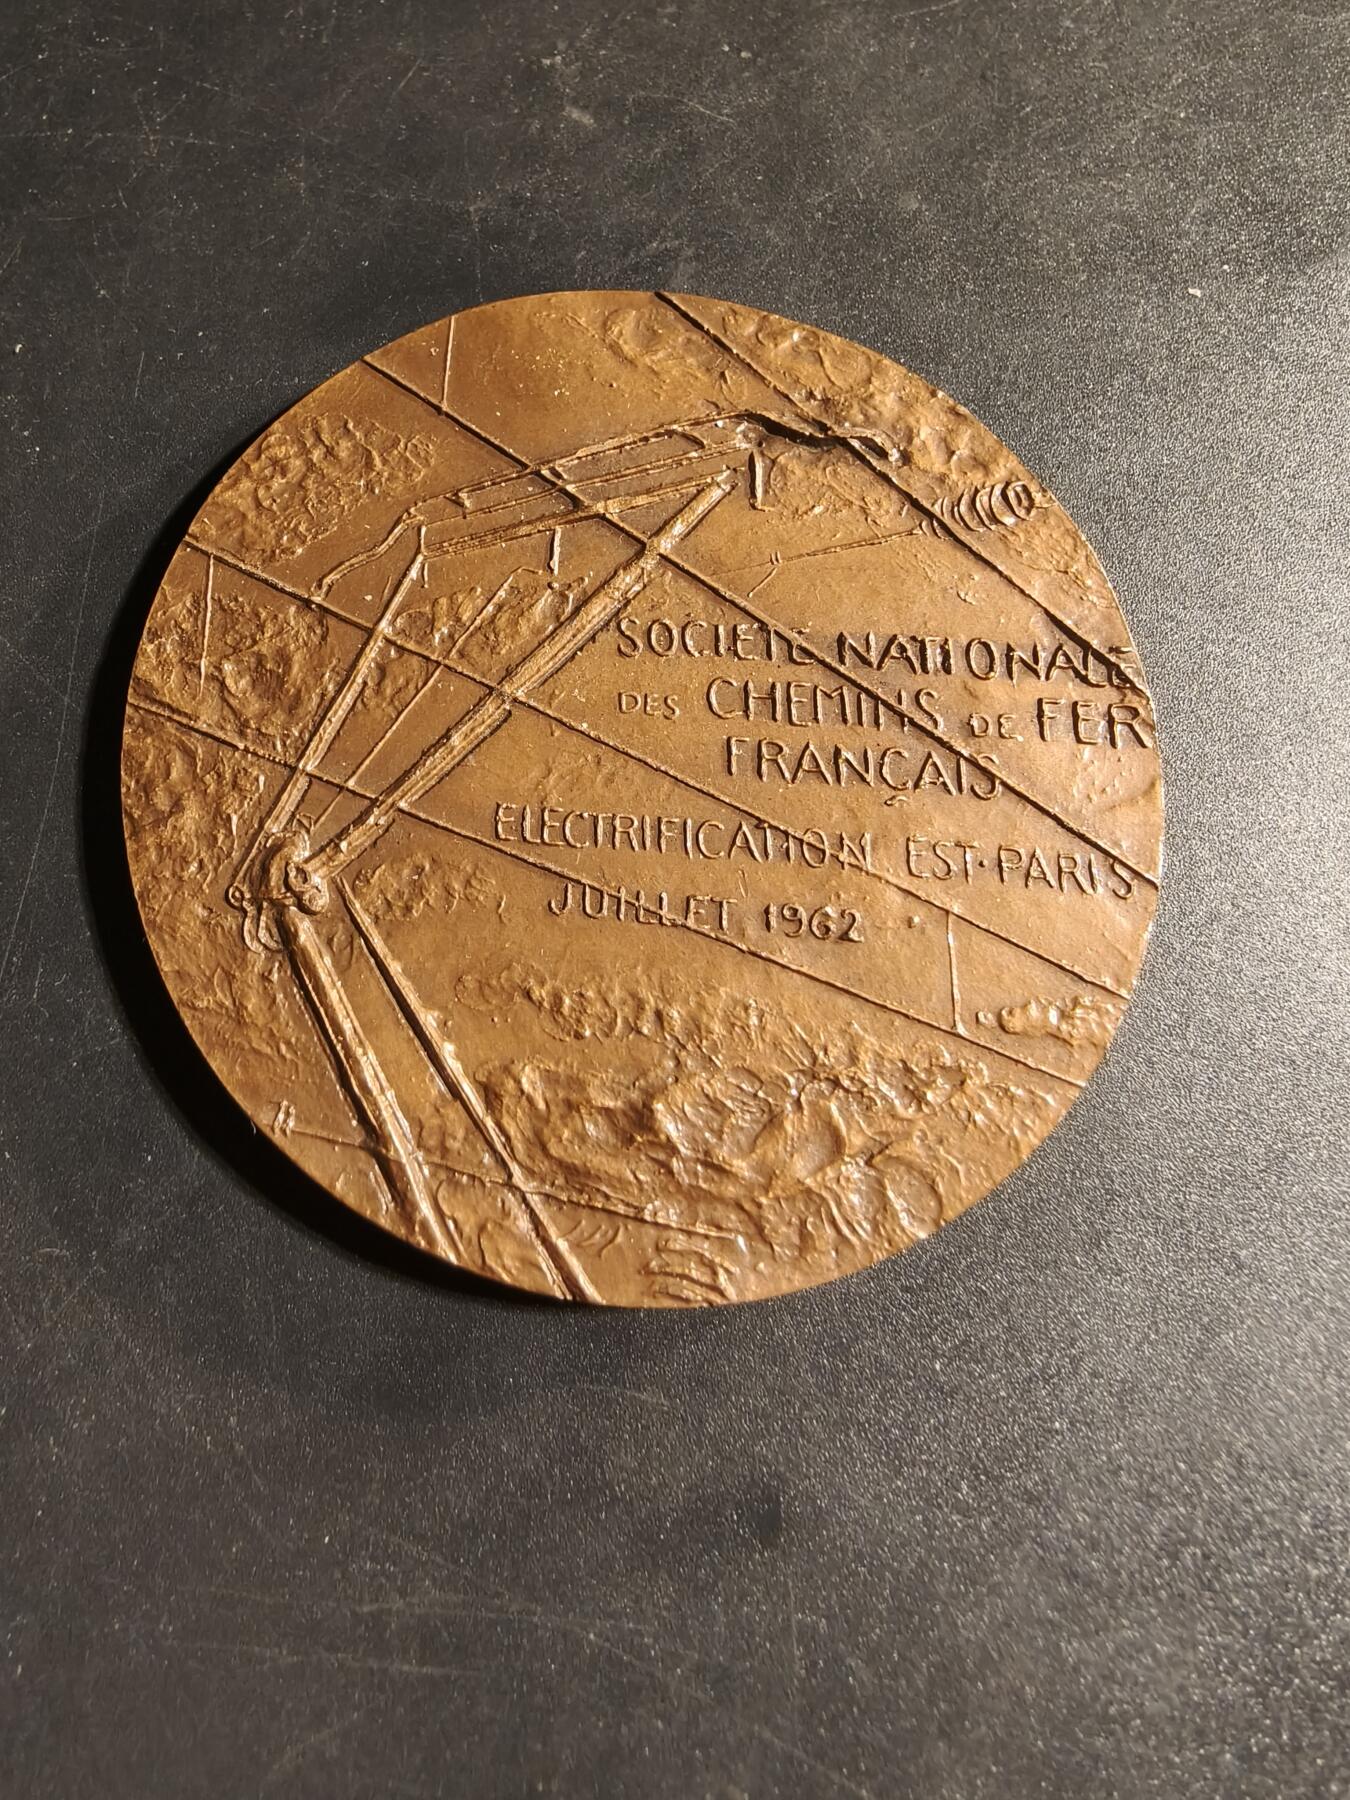 SOCIETE NATIONALE
DES CHEMINS DE FER
FRANÇAIS
ELECTRIFICATION EST-PARIS
JUILLET 1962